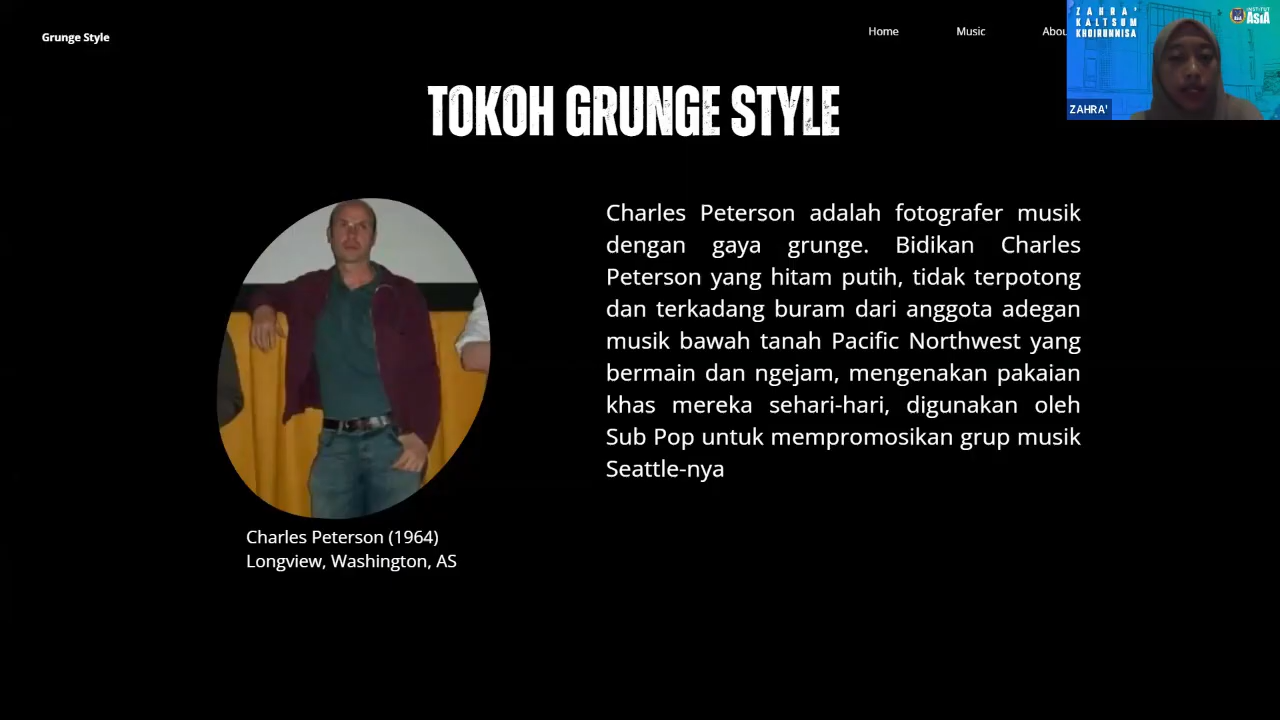 Grunge Style
Home
Music
ZAHRA'
KALTSUM
KHOIRUNNISA
INSTITUT
ASIA
ZAHRA'
TOKOH GRUNGE STYLE
Charles Peterson adalah fotografer musik
dengan gaya grunge. Bidikan Charles
Peterson yang hitam putih, tidak terpotong
dan terkadang buram dari anggota adegan
musik bawah tanah Pacific Northwest yang
bermain dan ngejam, mengenakan pakaian
khas mereka sehari-hari, digunakan oleh
Sub Pop untuk mempromosikan grup musik
Seattle-nya
Charles Peterson (1964)
Longview, Washington, AS